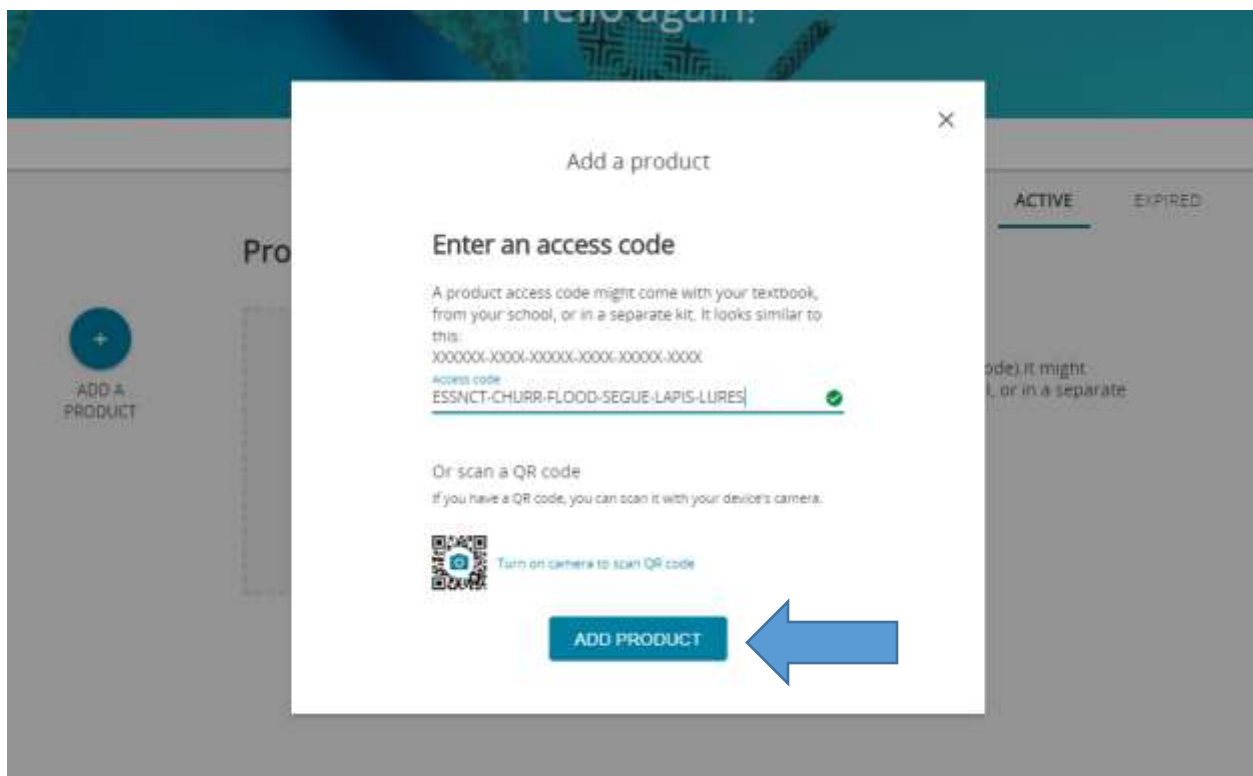 Hello again!
Add a product
ACTIVE
EXPIRED
Pro
Enter an access code
A product access code might come with your textbook,
from your school, or in a separate kit. It looks similar to
this:
XXXXXX-XXXX-XXXXX-XXXX-XXXXX-XXXX
Access code
ESSNCT-CHURR-FLOOD-SEGUE-LAPIS-LURES
+
ADD A
PRODUCT
ode).It might
l, or in a separate
Or scan a QR code
If you have a QR code, you can scan it with your device's camera.
Turn on camera to scan QR code
ADD PRODUCT